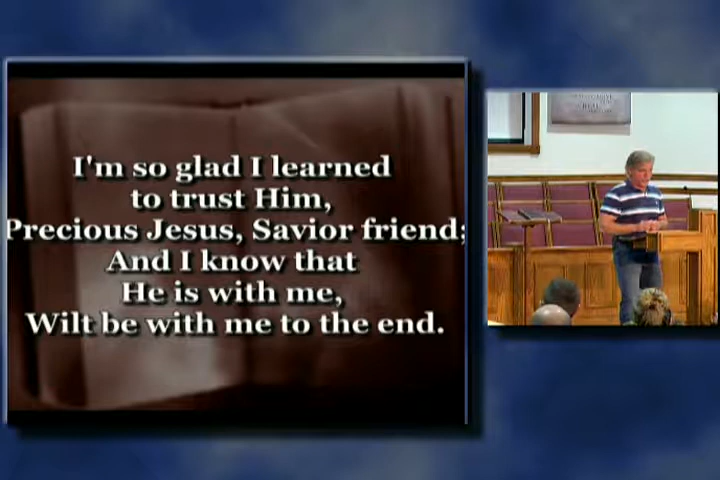 I'm so glad I learned
to trust Him,
Precious Jesus, Savior friend;
And I know that
He is with me,
Wilt be with me to the end.